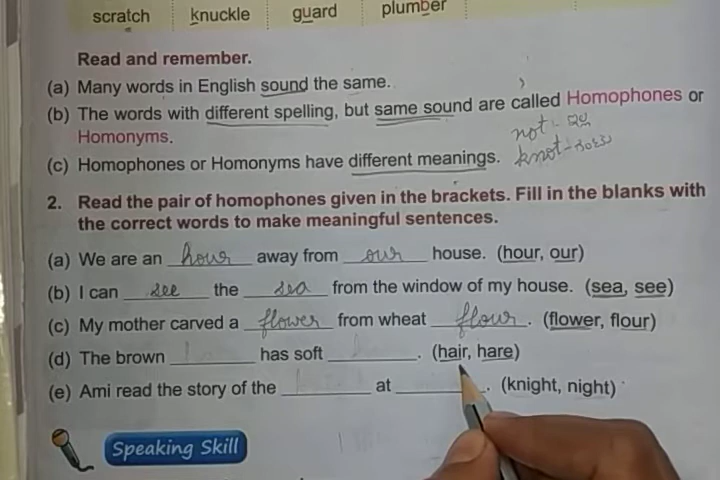 scratch knuckle guard plumber
Read and remember.
(a) Many words in English sound the same.
(b) The words with different spelling, but same sound are called Homophones or
Homonyms.
not -
(c) Homophones or Homonyms have different meanings. knot -
2. Read the pair of homophones given in the brackets. Fill in the blanks with
the correct words to make meaningful sentences.
(a) We are an hour away from our house. (hour, our)
(b) I can see the sea from the window of my house. (sea, see)
(c) My mother carved a flower from wheat flour. (flower, flour)
(d) The brown ________ has soft ________. (hair, hare)
(e) Ami read the story of the ________ at ________. (knight, night)
Speaking Skill